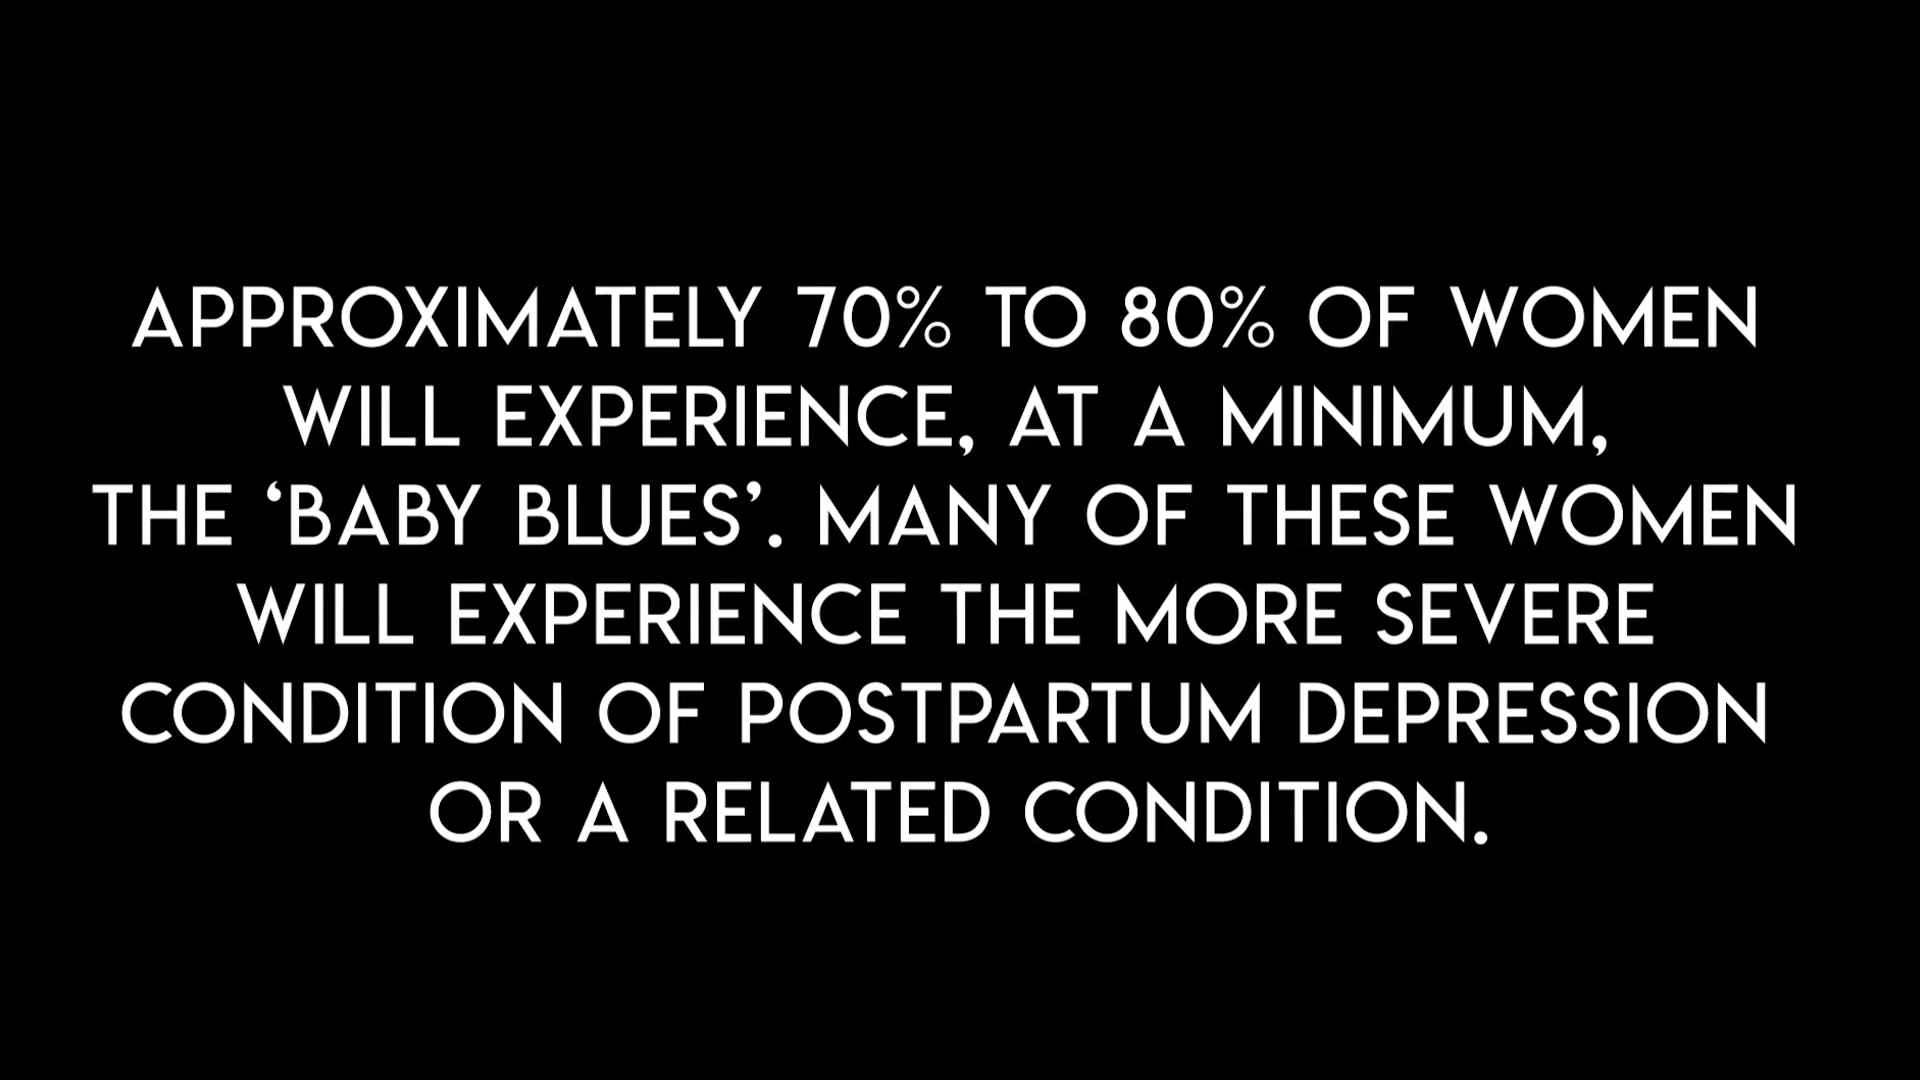 APPROXIMATELY 70% TO 80% OF WOMEN
WILL EXPERIENCE, AT A MINIMUM,
THE ‘BABY BLUES’. MANY OF THESE WOMEN
WILL EXPERIENCE THE MORE SEVERE
CONDITION OF POSTPARTUM DEPRESSION
OR A RELATED CONDITION.